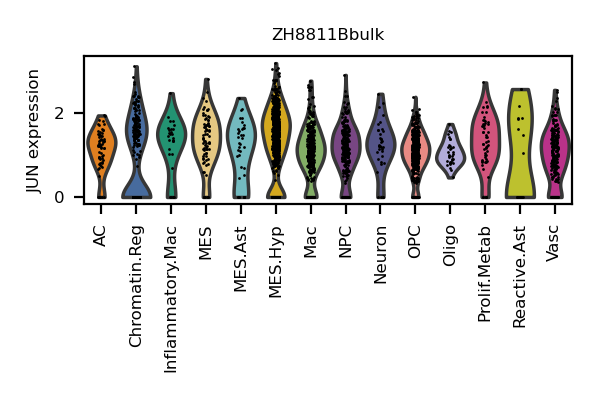 ZH8811Bbulk
JUN expression
2
0
AC
Chromatin.Reg
Inflammatory.Mac
MES
MES.Ast
MES.Hyp
Mac
NPC
Neuron
OPC
Oligo
Prolif.Metab
Reactive.Ast
Vasc